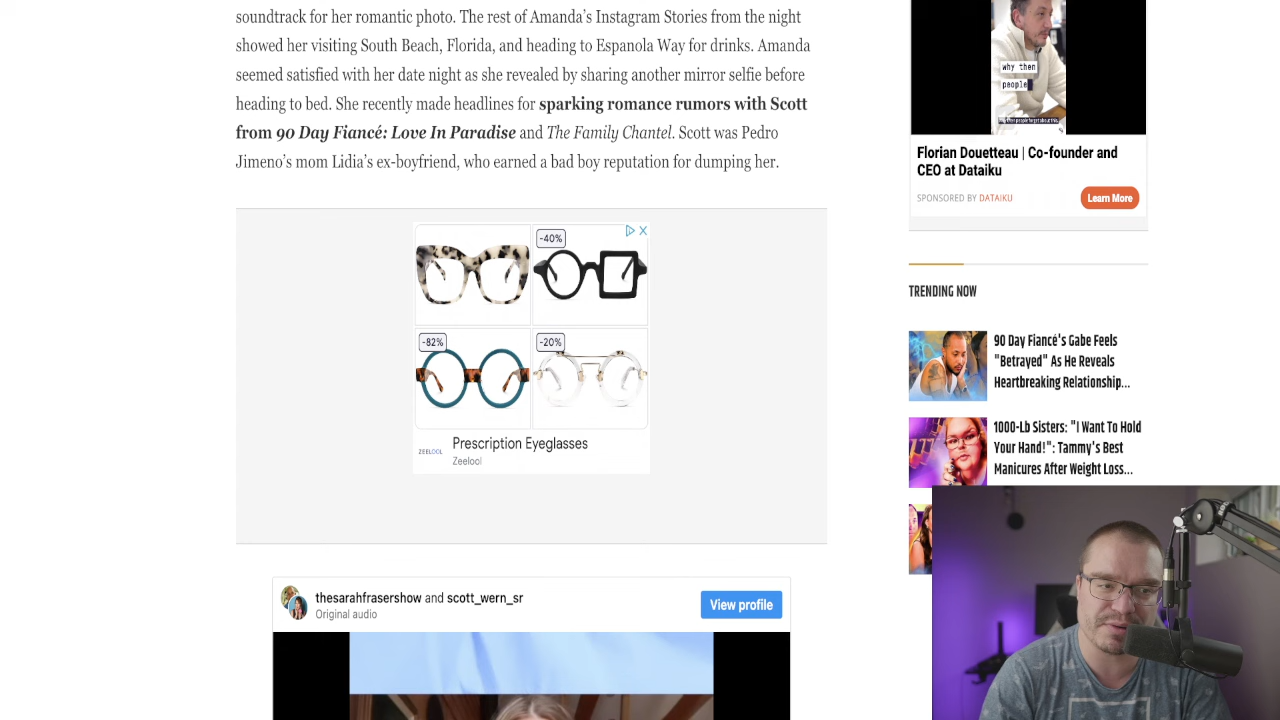 soundtrack for her romantic photo. The rest of Amanda's Instagram Stories from the night
showed her visiting South Beach, Florida, and heading to Espanola Way for drinks. Amanda
seemed satisfied with her date night as she revealed by sharing another mirror selfie before
heading to bed. She recently made headlines for sparking romance rumors with Scott
from 90 Day Fiancé: Love In Paradise and The Family Chantel. Scott was Pedro
Jimeno's mom Lidia's ex-boyfriend, who earned a bad boy reputation for dumping her.
-40%
-82%
-20%
ZEELOOL
Prescription Eyeglasses
Zeelool
thesarahfrasershow and scott_wern_sr
Original audio
View profile
why then
people
Florian Douetteau | Co-founder and
CEO at Dataiku
SPONSORED BY DATAIKU
Learn More
TRENDING NOW
90 Day Fiancé's Gabe Feels
"Betrayed" As He Reveals
Heartbreaking Relationship...
1000-Lb Sisters: "I Want To Hold
Your Hand!": Tammy's Best
Manicures After Weight Loss...